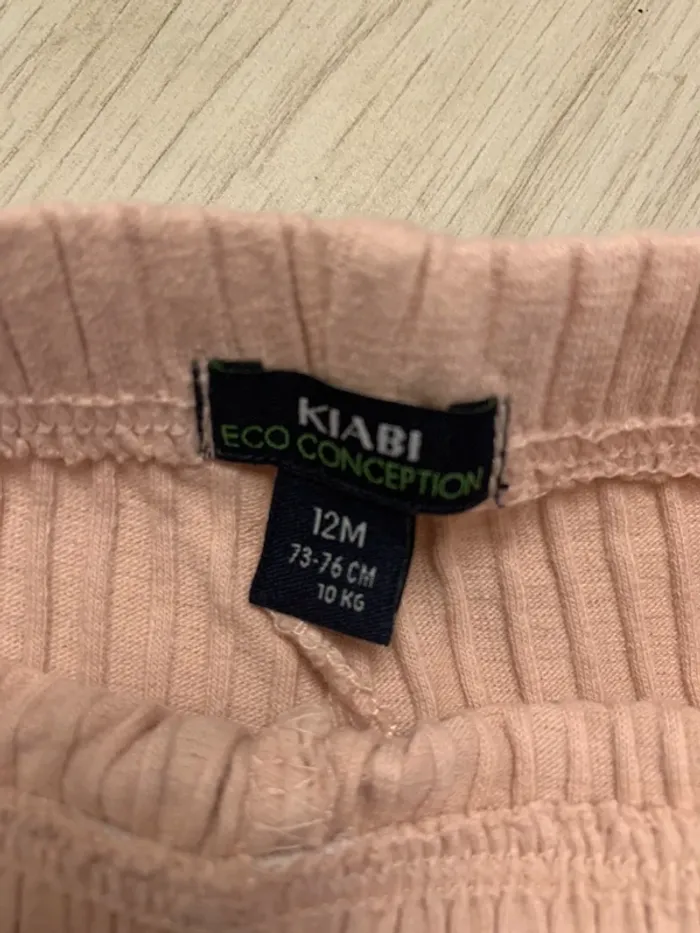 KIABI
ECO CONCEPTION
12M
73-76 CM
10 KG